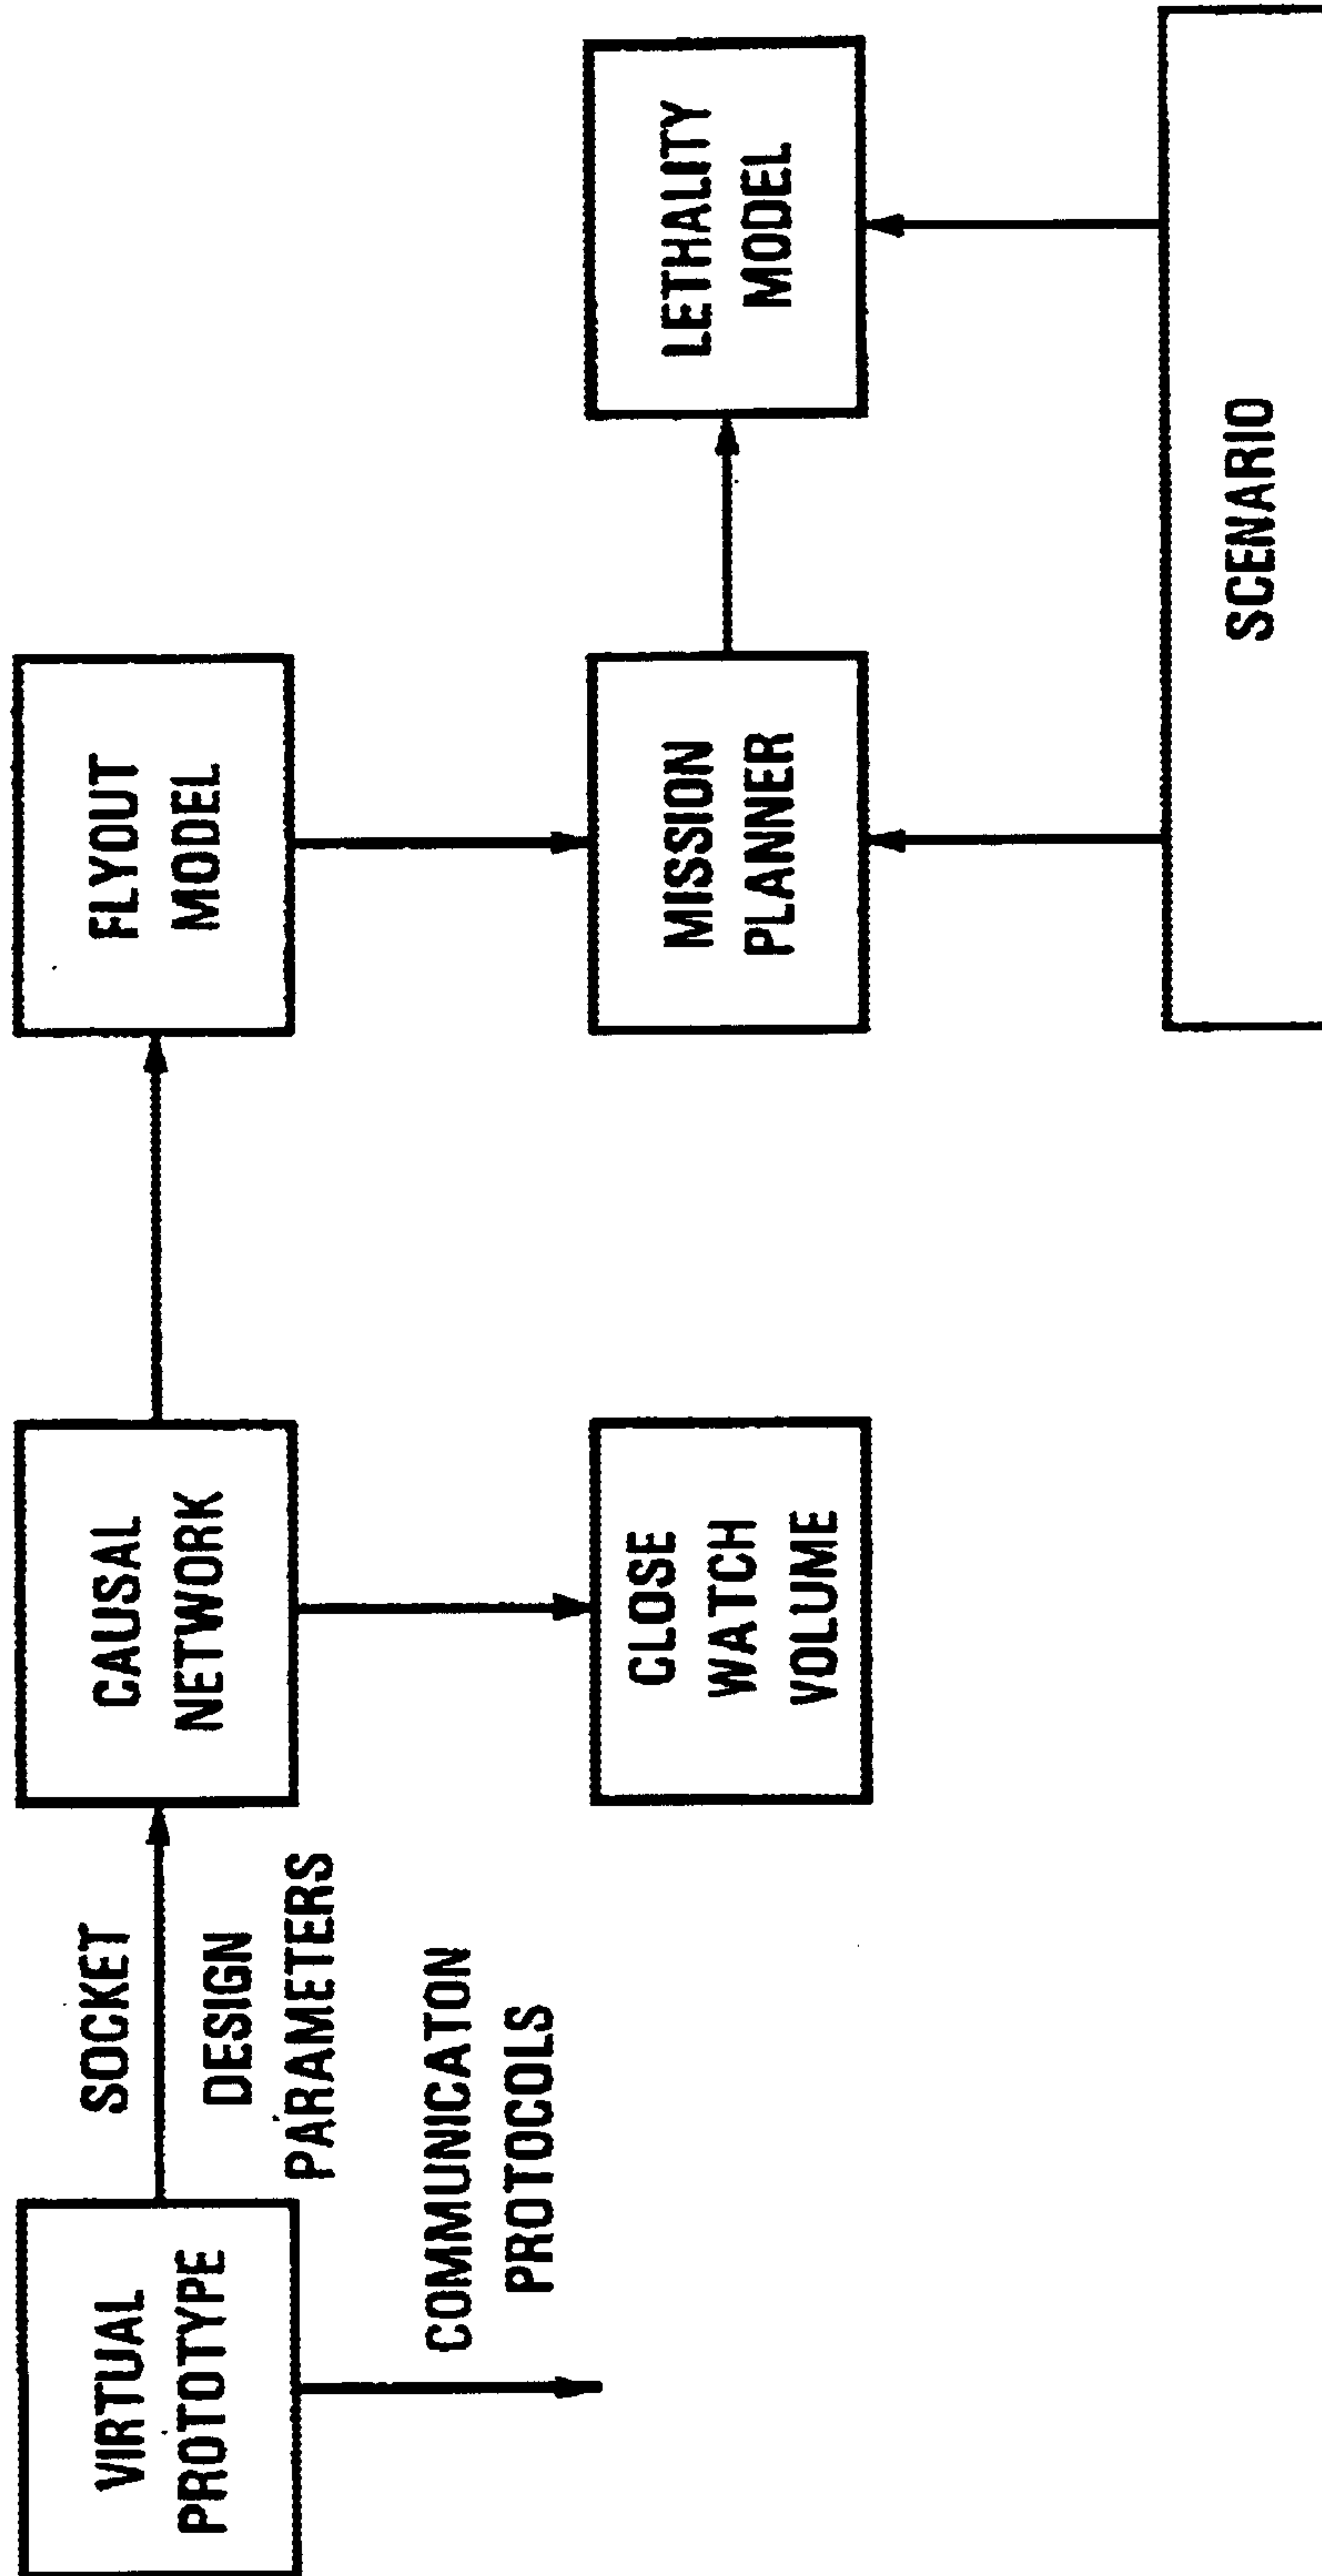 VIRTUAL
PROTOTYPE
SOCKET
DESIGN
PARAMETERS
COMMUNICATON
PROTOCOLS
CAUSAL
NETWORK
CLOSE
WATCH
VOLUME
FLYOUT
MODEL
MISSION
PLANNER
LETHALITY
MODEL
SCENARIO